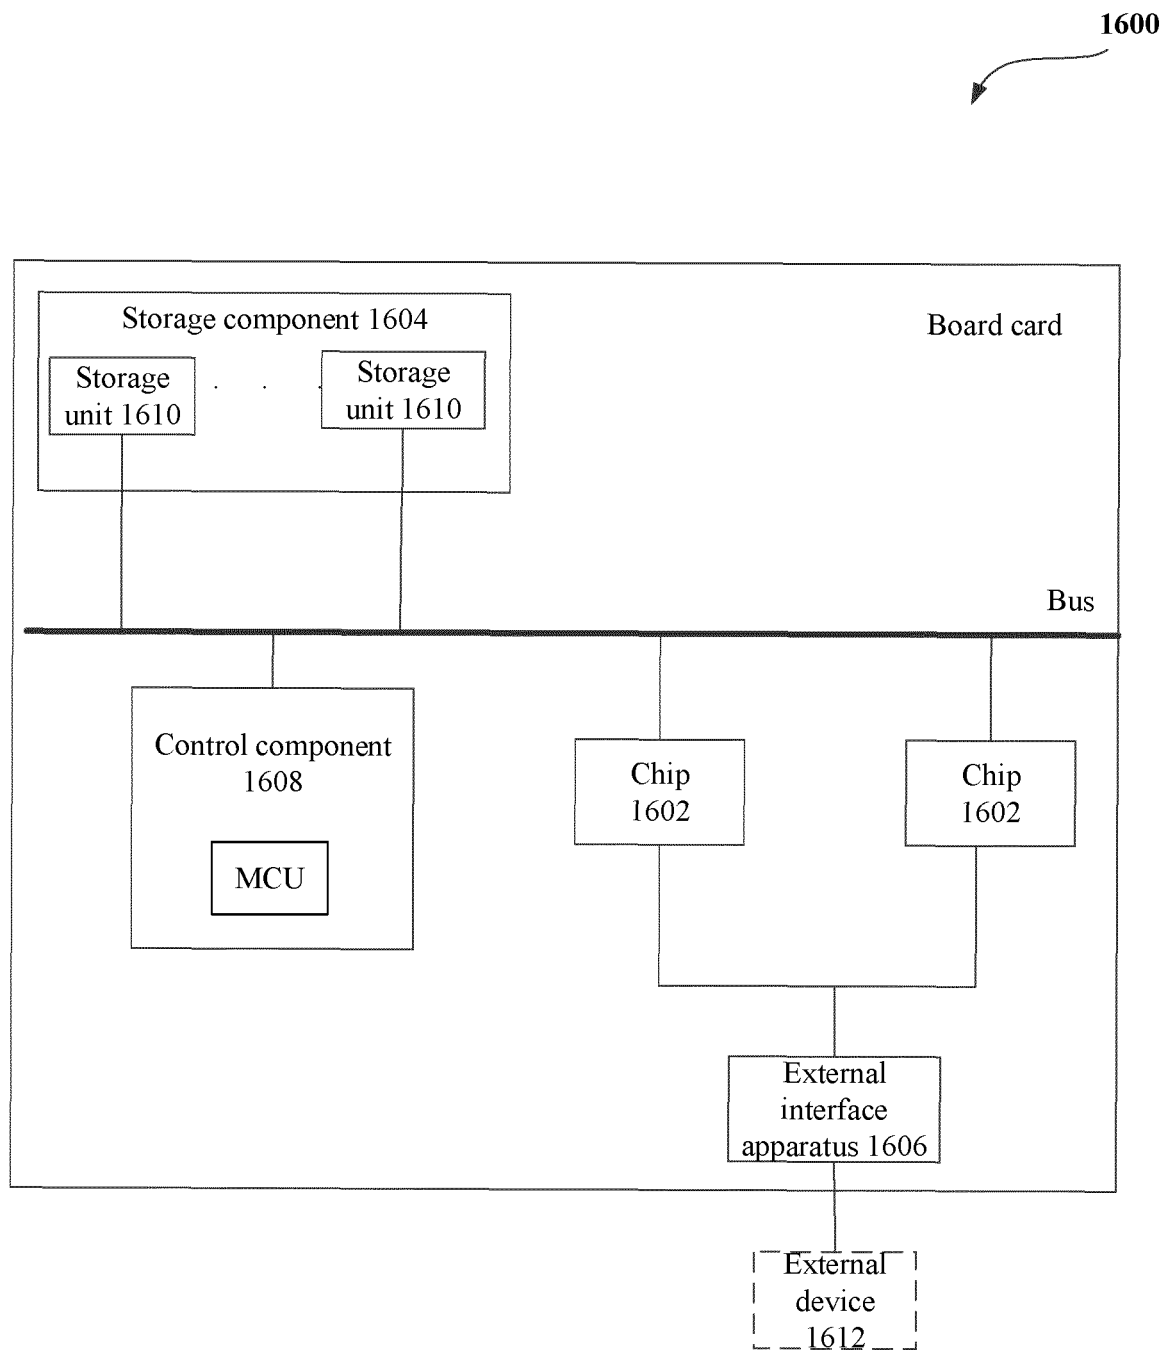 1600
Storage component 1604
Board card
Storage
unit 1610
Storage
unit 1610
Bus
Control component
1608
MCU
Chip
1602
Chip
1602
External
interface
apparatus 1606
External
device
1612